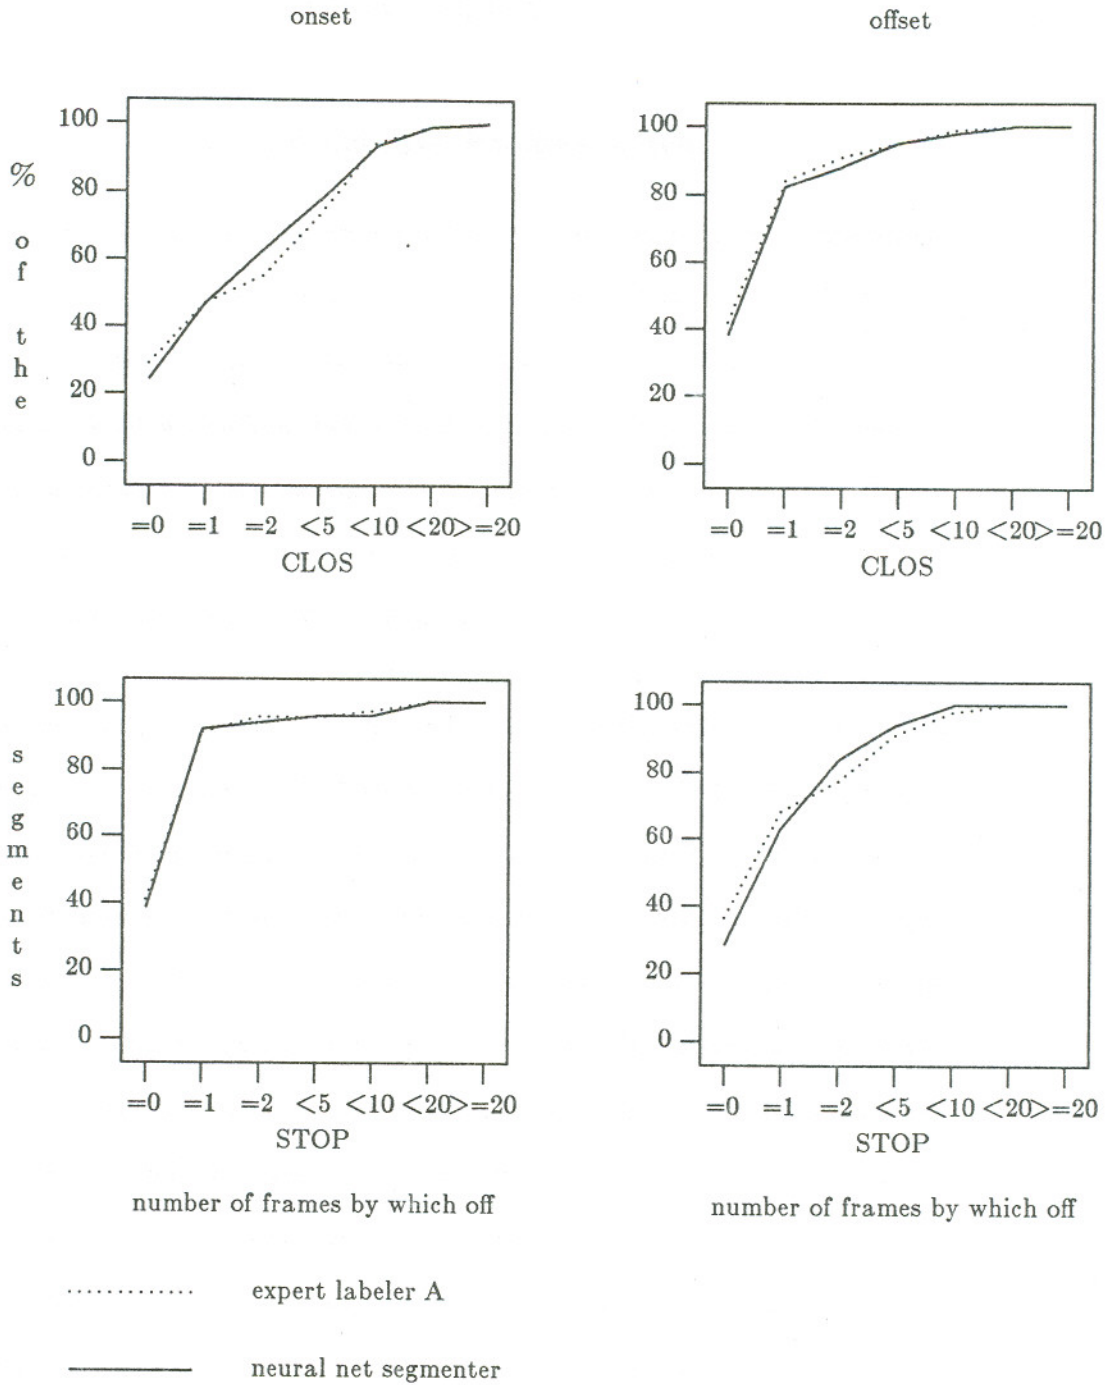 onset
offset
% of the segments
100
80
60
40
20
0
=0 =1 =2 <5 <10 <20>=20
CLOS
100
80
60
40
20
0
=0 =1 =2 <5 <10 <20>=20
CLOS
100
80
60
40
20
0
=0 =1 =2 <5 <10 <20>=20
STOP
number of frames by which off
100
80
60
40
20
0
=0 =1 =2 <5 <10 <20>=20
STOP
number of frames by which off
expert labeler A
neural net segmenter